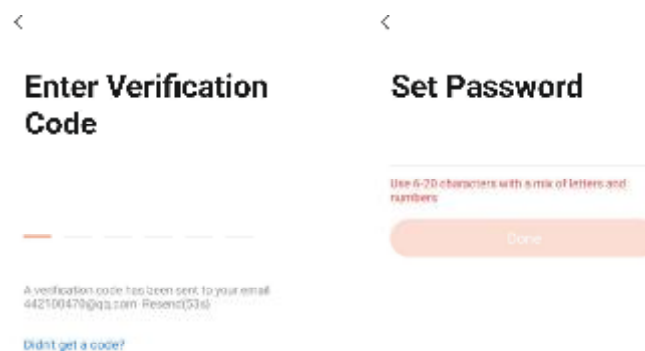 Enter Verification
Code
A verification code has been sent to your email
442100470@qq.com Resend(53s)
Didn't get a code?
Set Password
Use 6-20 characters with a mix of letters and
numbers
Done